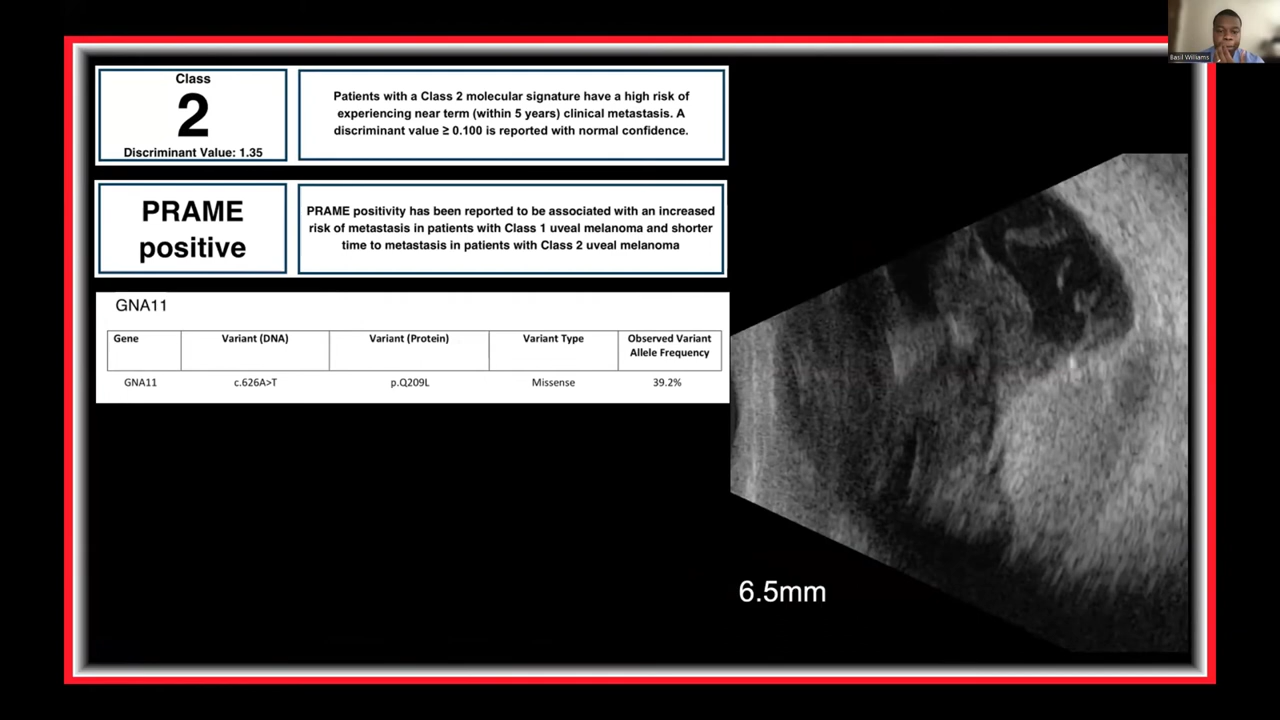 Basil Williams
Class
2
Discriminant Value: 1.35
Patients with a Class 2 molecular signature have a high risk of
experiencing near term (within 5 years) clinical metastasis. A
discriminant value ≥ 0.100 is reported with normal confidence.
PRAME
positive
PRAME positivity has been reported to be associated with an increased
risk of metastasis in patients with Class 1 uveal melanoma and shorter
time to metastasis in patients with Class 2 uveal melanoma
GNA11
Gene Variant (DNA) Variant (Protein) Variant Type Observed Variant
Allele Frequency
GNA11 c.626A>T p.Q209L Missense 39.2%
6.5mm